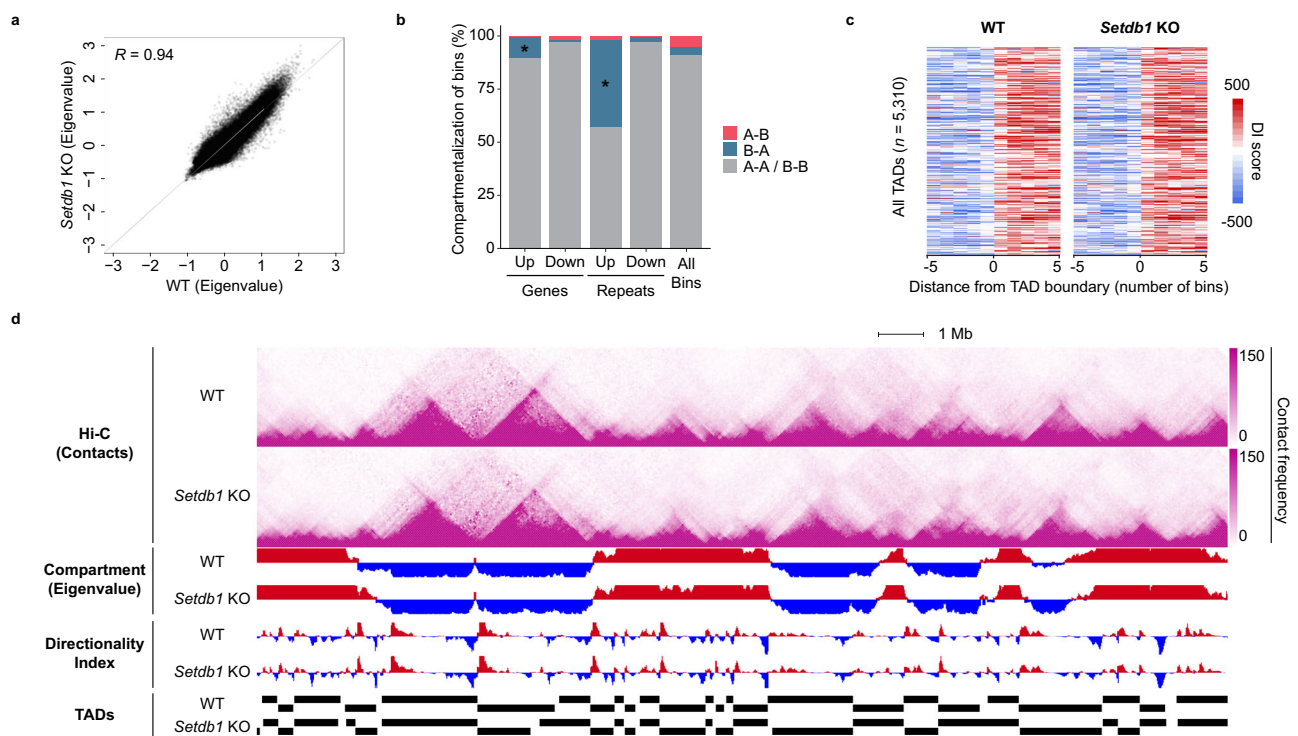 a
R = 0.94
Setdb1 KO (Eigenvalue)
3
2
1
0
−1
−2
−3
−3
−2
−1
0
1
2
3
WT (Eigenvalue)
b
Compartmentalization of bins (%)
100
75
50
25
0
*
*
Up
Down
Up
Down
All
Bins
Genes
Repeats
A-B
B-A
A-A / B-B
c
WT
Setdb1 KO
All TADs (n = 5,310)
-5
0
5
-5
0
5
Distance from TAD boundary (number of bins)
500
DI score
-500
d
1 Mb
Hi-C
(Contacts)
WT
Setdb1 KO
150
0
150
0
Contact frequency
Compartment
(Eigenvalue)
WT
Setdb1 KO
Directionality
Index
WT
Setdb1 KO
TADs
WT
Setdb1 KO